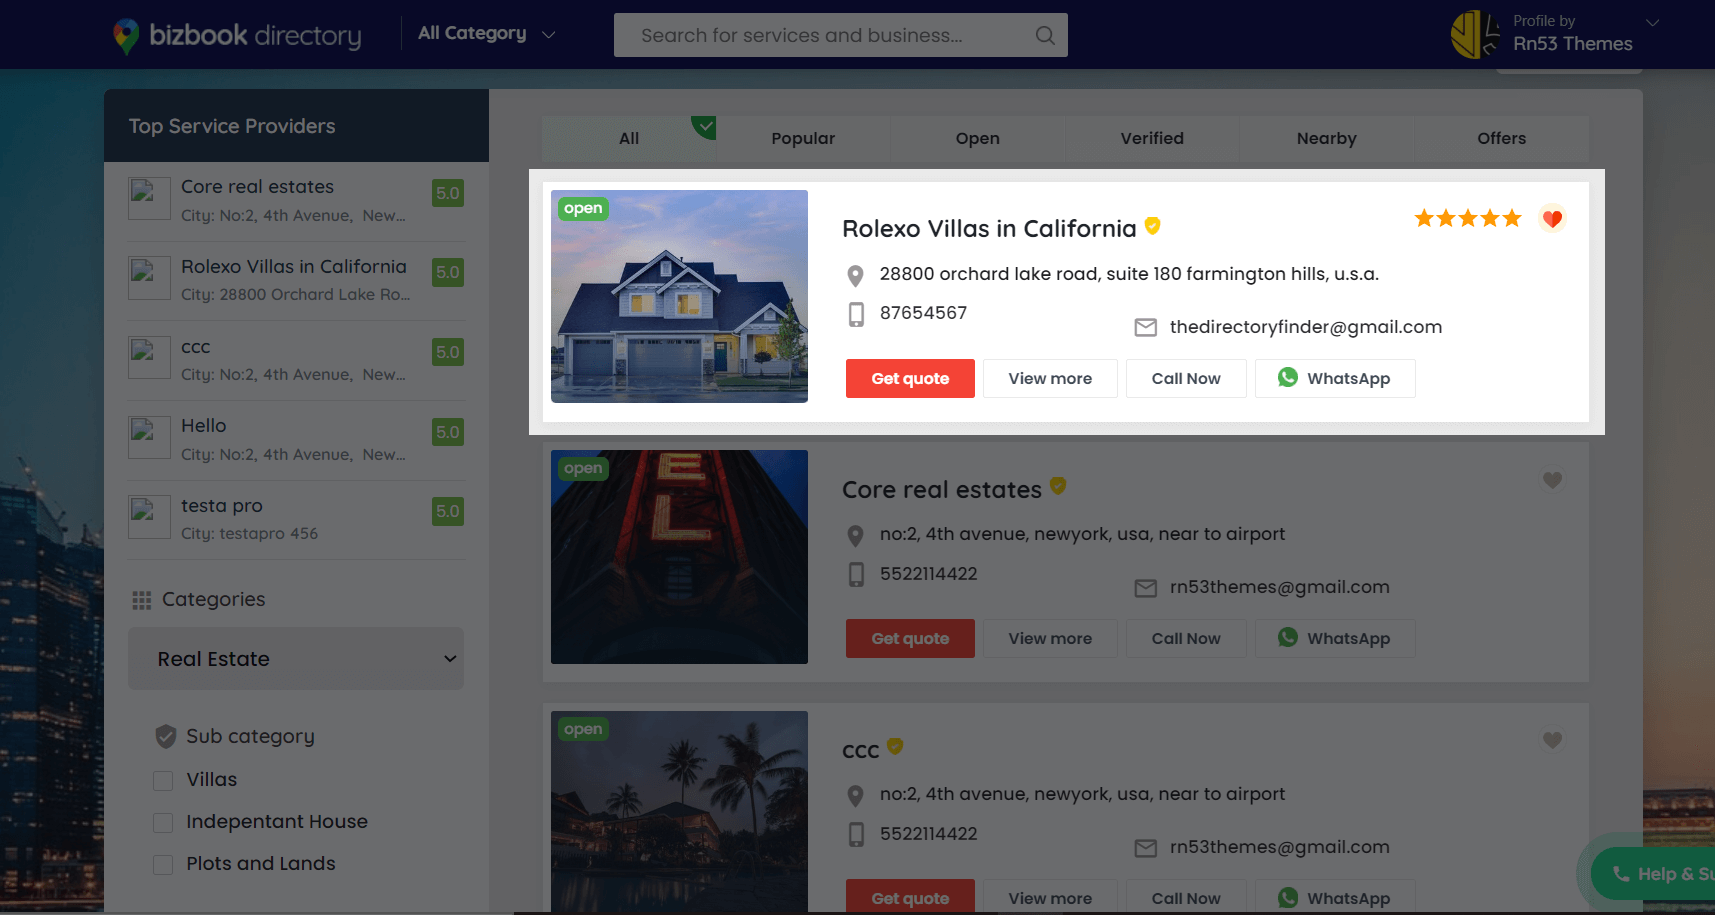 bizbook directory
All Category
Search for services and business...
Profile by
Rn53 Themes
Top Service Providers
Core real estates
5.0
City: No:2, 4th Avenue, New...
Rolexo Villas in California
5.0
City: 28800 Orchard Lake Ro...
ccc
5.0
City: No:2, 4th Avenue, New...
Hello
5.0
City: No:2, 4th Avenue, New...
testa pro
5.0
City: testapro 456
Categories
Real Estate
Sub category
Villas
Indepentant House
Plots and Lands
All
Popular
Open
Verified
Nearby
Offers
open
Rolexo Villas in California
28800 orchard lake road, suite 180 farmington hills, u.s.a.
87654567
thedirectoryfinder@gmail.com
Get quote
View more
Call Now
WhatsApp
open
EL
Core real estates
no:2, 4th avenue, newyork, usa, near to airport
5522114422
rn53themes@gmail.com
Get quote
View more
Call Now
WhatsApp
open
ccc
no:2, 4th avenue, newyork, usa, near to airport
5522114422
rn53themes@gmail.com
Get quote
View more
Call Now
WhatsApp
Help & Su